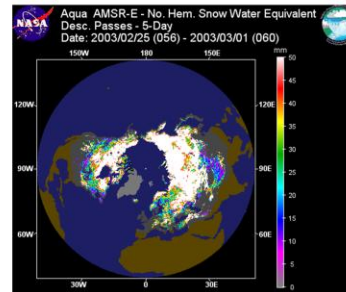 NASA
Aqua AMSR-E - No. Hem. Snow Water Equivalent
Desc. Passes - 5-Day
Date: 2003/02/25 (056) - 2003/03/01 (060)
mm
150W 180 150E
50
45
120W 120E
40
35
30
90W 90E
25
20
15
60W 60E
10
5
30W 0 30E
0